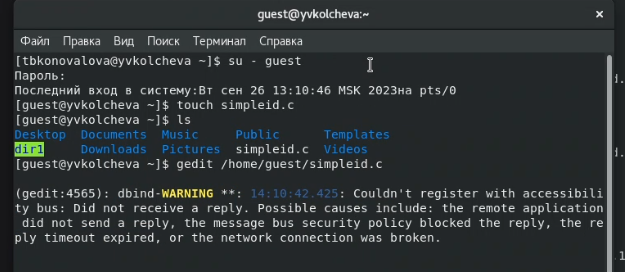 guest@yvkolcheva:~
Файл Правка Вид Поиск Терминал Справка
[tbkonovalova@yvkolcheva ~]$ su - guest
Пароль:
Последний вход в систему:Вт сен 26 13:10:46 MSK 2023на pts/0
[guest@yvkolcheva ~]$ touch simpleid.c
[guest@yvkolcheva ~]$ ls
Desktop Documents Music Public Templates
dir1 Downloads Pictures simpleid.c Videos
[guest@yvkolcheva ~]$ gedit /home/guest/simpleid.c
(gedit:4565): dbind-WARNING **: 14:10:42.425: Couldn't register with accessibili
ty bus: Did not receive a reply. Possible causes include: the remote application
did not send a reply, the message bus security policy blocked the reply, the re
ply timeout expired, or the network connection was broken.